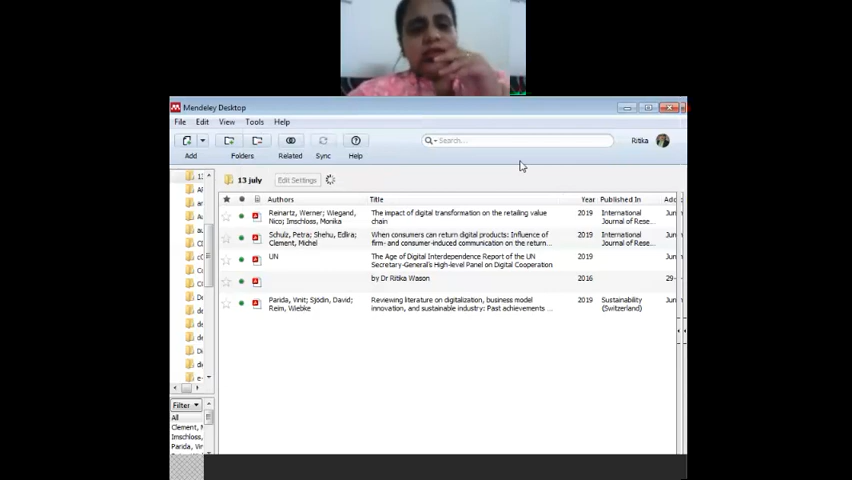 Mendeley Desktop
File Edit View Tools Help
Search...
Ritika
Add Folders Related Sync Help
13 july Edit Settings
Authors Title Year Published In
Reinartz, Werner; Wiegand, Nico; Imschloss, Monika
The impact of digital transformation on the retailing value chain
2019
International Journal of Rese...
Schulz, Petra; Shehu, Edlira; Clement, Michel
When consumers can return digital products: Influence of firm- and consumer-induced communication on the return...
2019
International Journal of Rese...
UN
The Age of Digital Interdependence Report of the UN Secretary-General's High-level Panel on Digital Cooperation
2019
by Dr Ritika Wason
2016
29-
Parida, Vinit; Sjödin, David; Reim, Wiebke
Reviewing literature on digitalization, business model innovation, and sustainable industry: Past achievements ...
2019
Sustainability (Switzerland)
Filter
All
Clement,
Imschloss,
Parida,